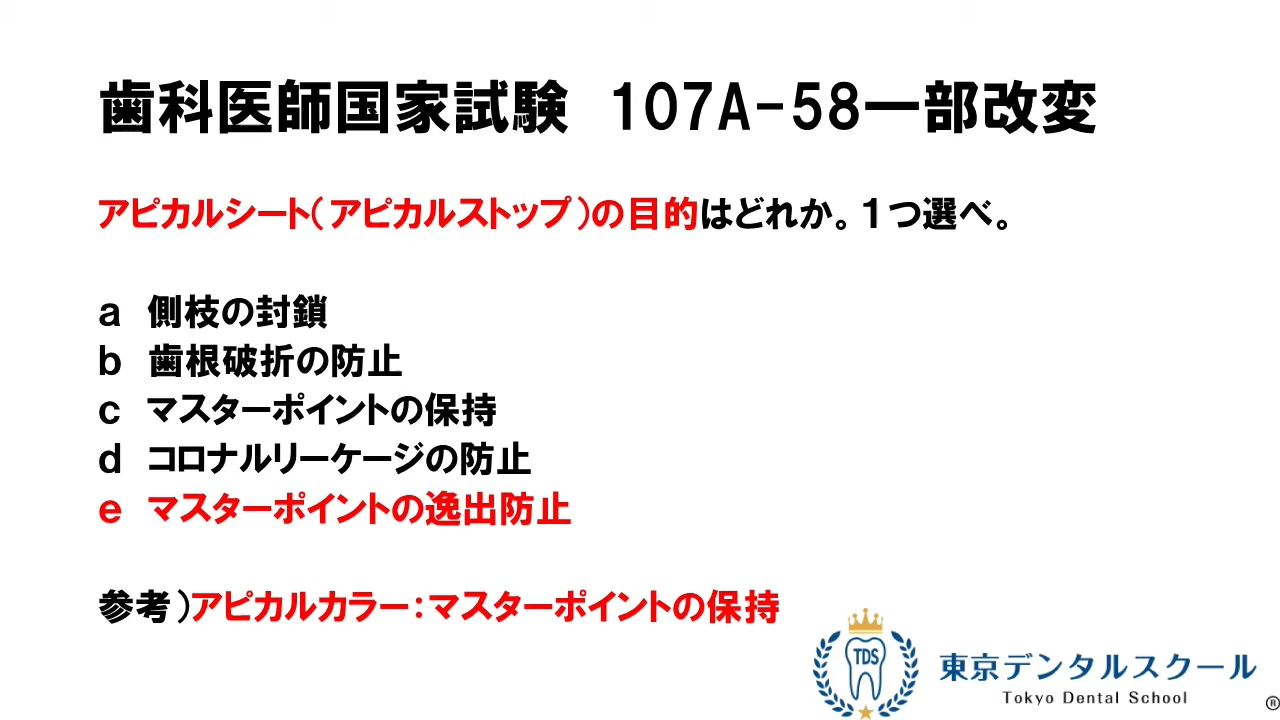 歯科医師国家試験 107A-58一部改変
アピカルシート（アピカルストップ）の目的はどれか。１つ選べ。
a 側枝の封鎖
b 歯根破折の防止
c マスターポイントの保持
d コロナルリーケージの防止
e マスターポイントの逸出防止
参考）アピカルカラー：マスターポイントの保持
TDS
東京デンタルスクール
Tokyo Dental School
®